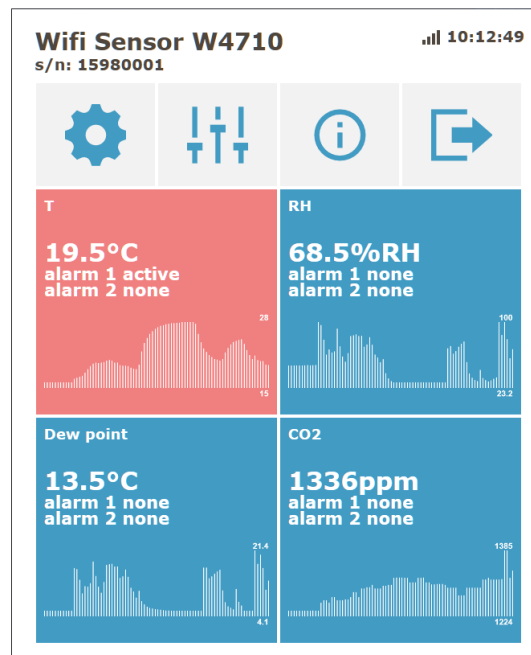 Wifi Sensor W4710
10:12:49
s/n: 15980001
T
19.5°C
alarm 1 active
alarm 2 none
28
15
RH
68.5%RH
alarm 1 none
alarm 2 none
100
23.2
Dew point
13.5°C
alarm 1 none
alarm 2 none
21.4
4.1
CO2
1336ppm
alarm 1 none
alarm 2 none
1385
1224